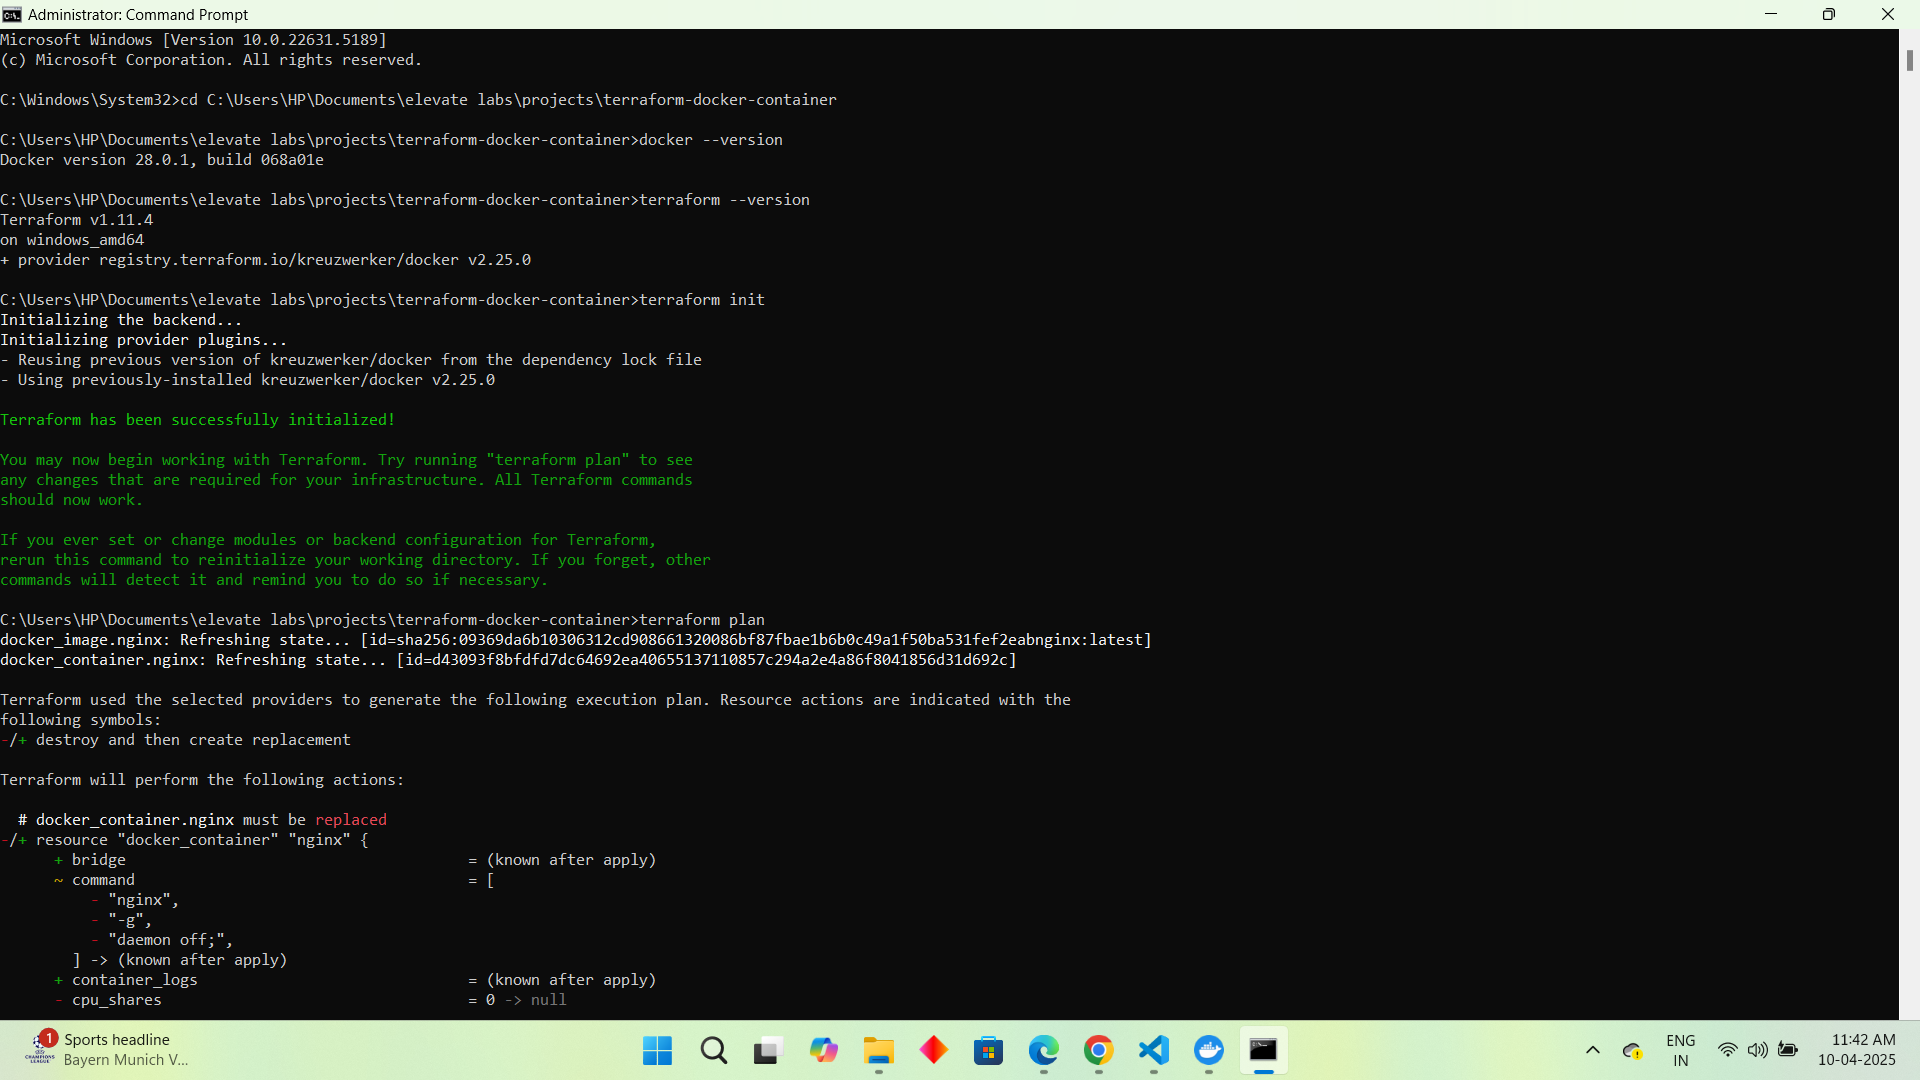 Administrator: Command Prompt
Microsoft Windows [Version 10.0.22631.5189]
(c) Microsoft Corporation. All rights reserved.
C:\Windows\System32>cd C:\Users\HP\Documents\elevate labs\projects\terraform-docker-container
C:\Users\HP\Documents\elevate labs\projects\terraform-docker-container>docker --version
Docker version 28.0.1, build 068a01e
C:\Users\HP\Documents\elevate labs\projects\terraform-docker-container>terraform --version
Terraform v1.11.4
on windows_amd64
+ provider registry.terraform.io/kreuzwerker/docker v2.25.0
C:\Users\HP\Documents\elevate labs\projects\terraform-docker-container>terraform init
Initializing the backend...
Initializing provider plugins...
- Reusing previous version of kreuzwerker/docker from the dependency lock file
- Using previously-installed kreuzwerker/docker v2.25.0
Terraform has been successfully initialized!
You may now begin working with Terraform. Try running "terraform plan" to see
any changes that are required for your infrastructure. All Terraform commands
should now work.
If you ever set or change modules or backend configuration for Terraform,
rerun this command to reinitialize your working directory. If you forget, other
commands will detect it and remind you to do so if necessary.
C:\Users\HP\Documents\elevate labs\projects\terraform-docker-container>terraform plan
docker_image.nginx: Refreshing state... [id=sha256:09369da6b10306312cd908661320086bf87fbae1b6b0c49a1f50ba531fef2eabnginx:latest]
docker_container.nginx: Refreshing state... [id=d43093f8bfdfd7dc64692ea40655137110857c294a2e4a86f8041856d31d692c]
Terraform used the selected providers to generate the following execution plan. Resource actions are indicated with the
following symbols:
-/+ destroy and then create replacement
Terraform will perform the following actions:
# docker_container.nginx must be replaced
-/+ resource "docker_container" "nginx" {
+ bridge = (known after apply)
~ command = [
- "nginx",
- "-g",
- "daemon off;",
] -> (known after apply)
+ container_logs = (known after apply)
- cpu_shares = 0 -> null
1
Sports headline
Bayern Munich V...
ENG
IN
11:42 AM
10-04-2025